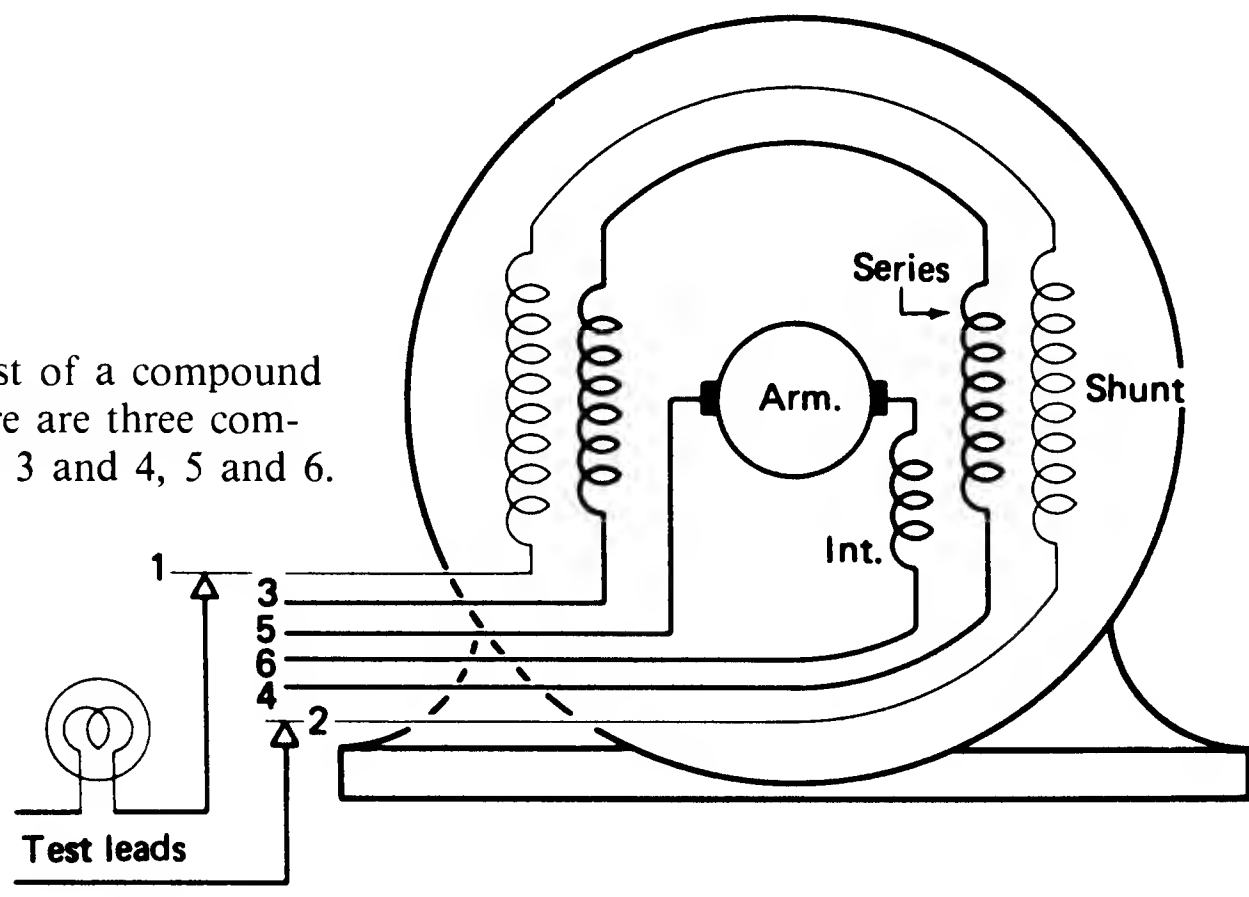 st of a compound
re are three com-
3 and 4, 5 and 6.
Series
Arm.
Shunt
Int.
1
3
5
6
4
2
Test leads